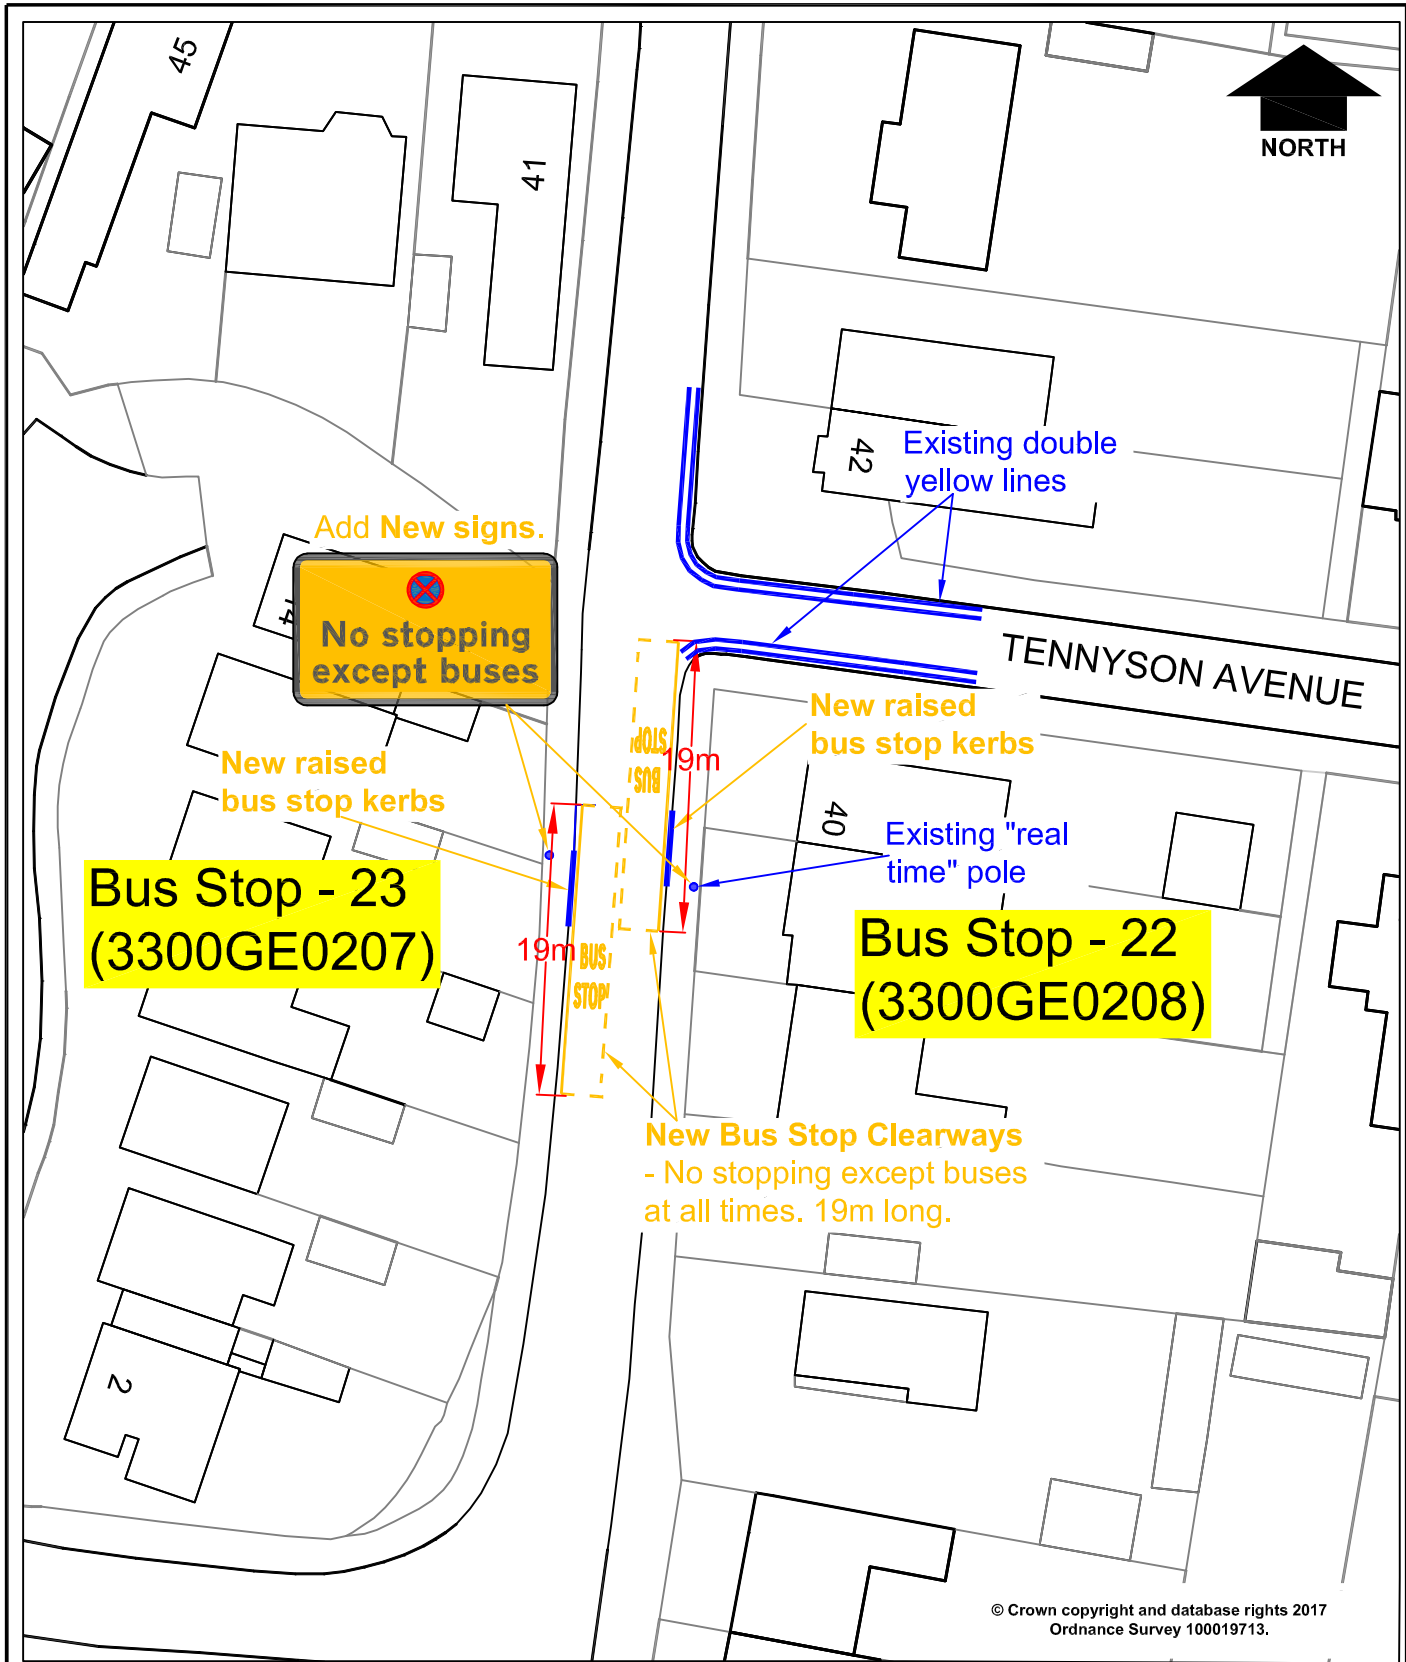 45
41
NORTH
42
Existing double
yellow lines
Add New signs.
No stopping
except buses
TENNYSON AVENUE
New raised
bus stop kerbs
BUS
STOP
19m
New raised
bus stop kerbs
40
Existing "real
time" pole
Bus Stop - 23
(3300GE0207)
Bus Stop - 22
(3300GE0208)
19m
BUS
STOP
New Bus Stop Clearways
- No stopping except buses
at all times. 19m long.
2
© Crown copyright and database rights 2017
Ordnance Survey 100019713.